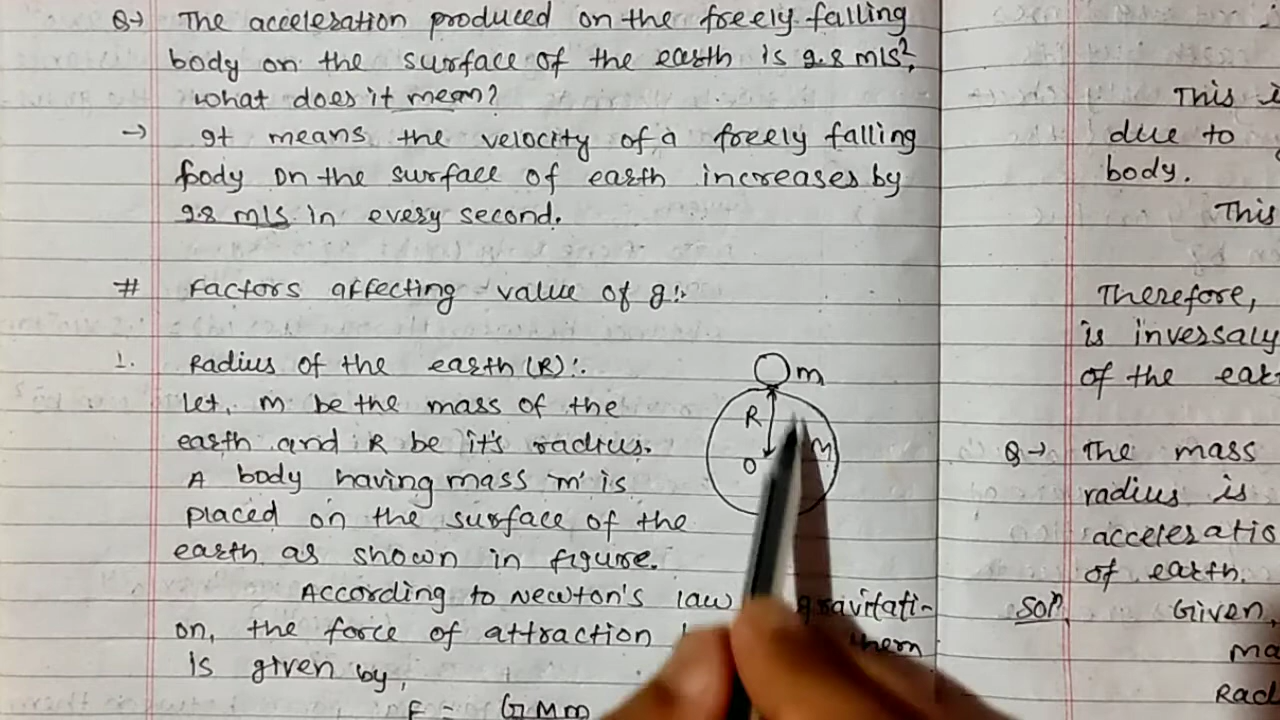 Q→ The acceleration produced on the freely falling
body on the surface of the earth is 9.8 m/s².
what does it mean?
→ It means the velocity of a freely falling
body on the surface of earth increases by
9.8 m/s in every second.
# Factors affecting value of g:
1. Radius of the earth (R):
Let, M be the mass of the
earth and R be it's radius.
A body having mass 'm' is
placed on the surface of the
earth as shown in figure.
According to Newton's law gravitati-
on, the force of attraction them
is given by,
F = GMm
m
R
M
O
This
due to
body.
This
Therefore,
is inversaly
of the
Q→ The mass
radius is
acceleratio
of earth.
Solⁿ. Given,